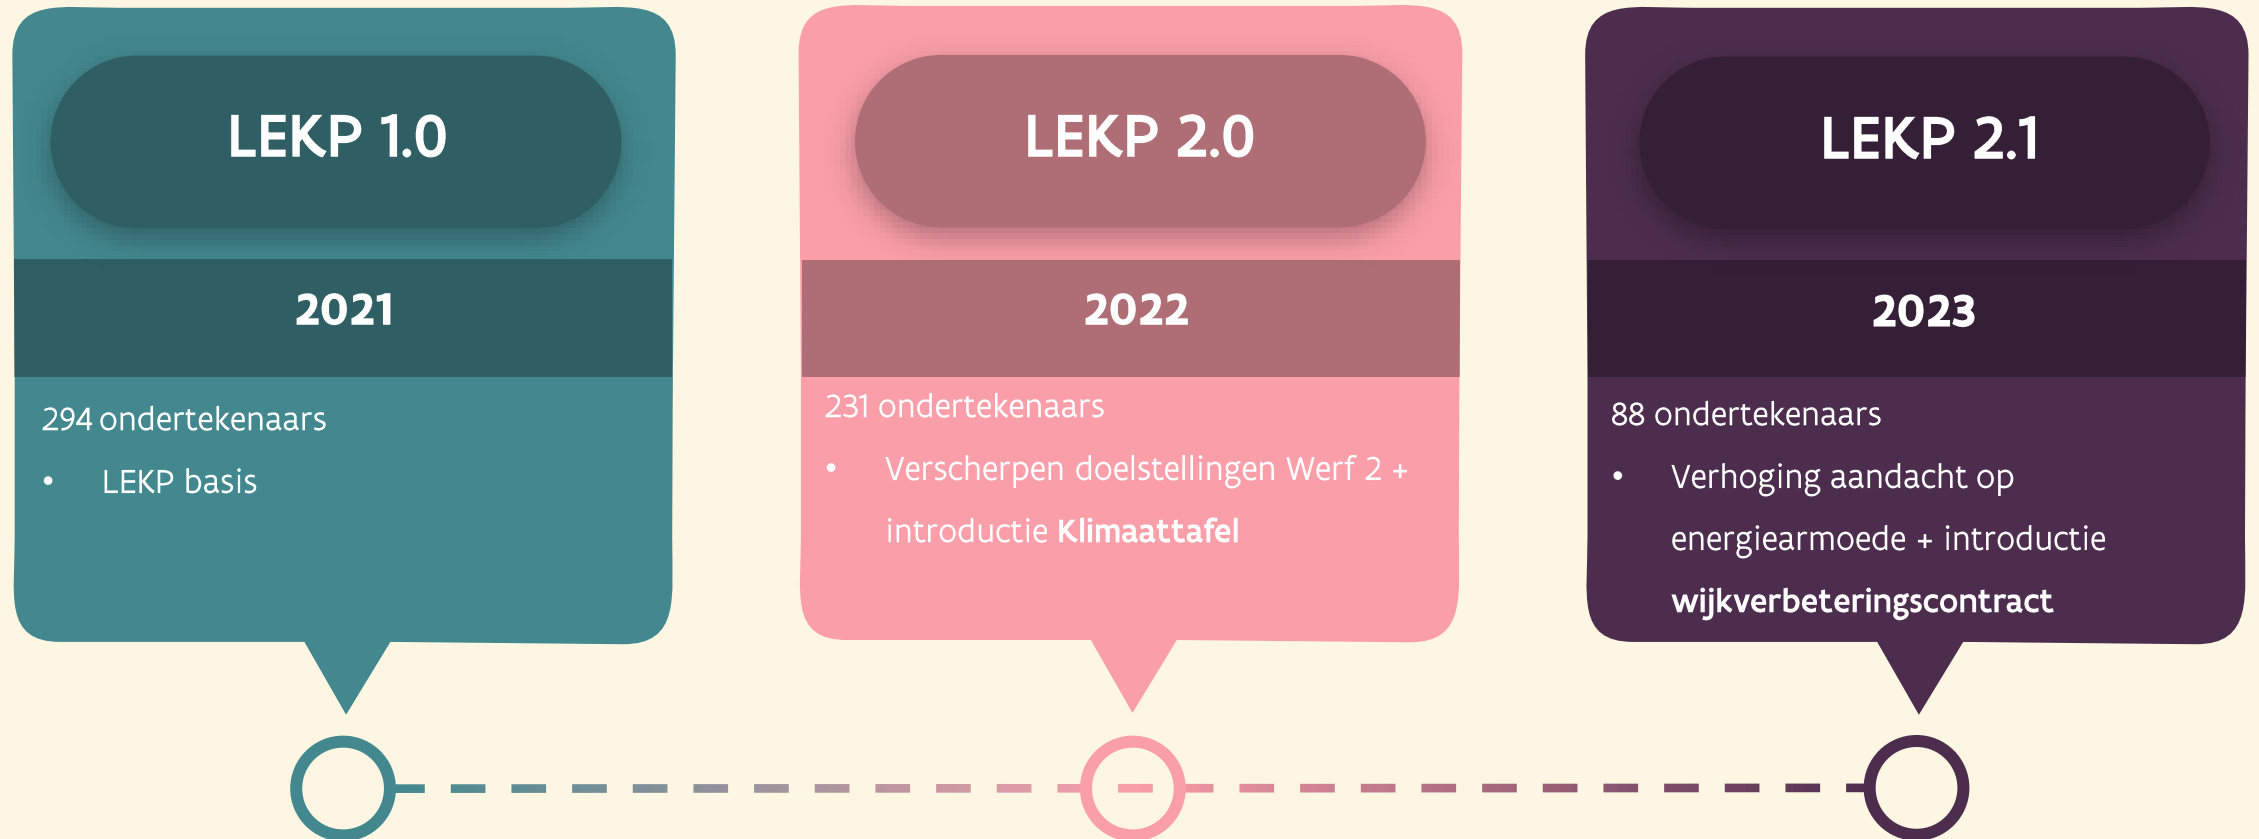 LEKP 1.0
2021
294 ondertekenaars
• LEKP basis
LEKP 2.0
2022
231 ondertekenaars
• Verscherpen doelstellingen Werf 2 +
introductie Klimaattafel
LEKP 2.1
2023
88 ondertekenaars
• Verhoging aandacht op
energiearmoede + introductie
wijkverbeteringscontract